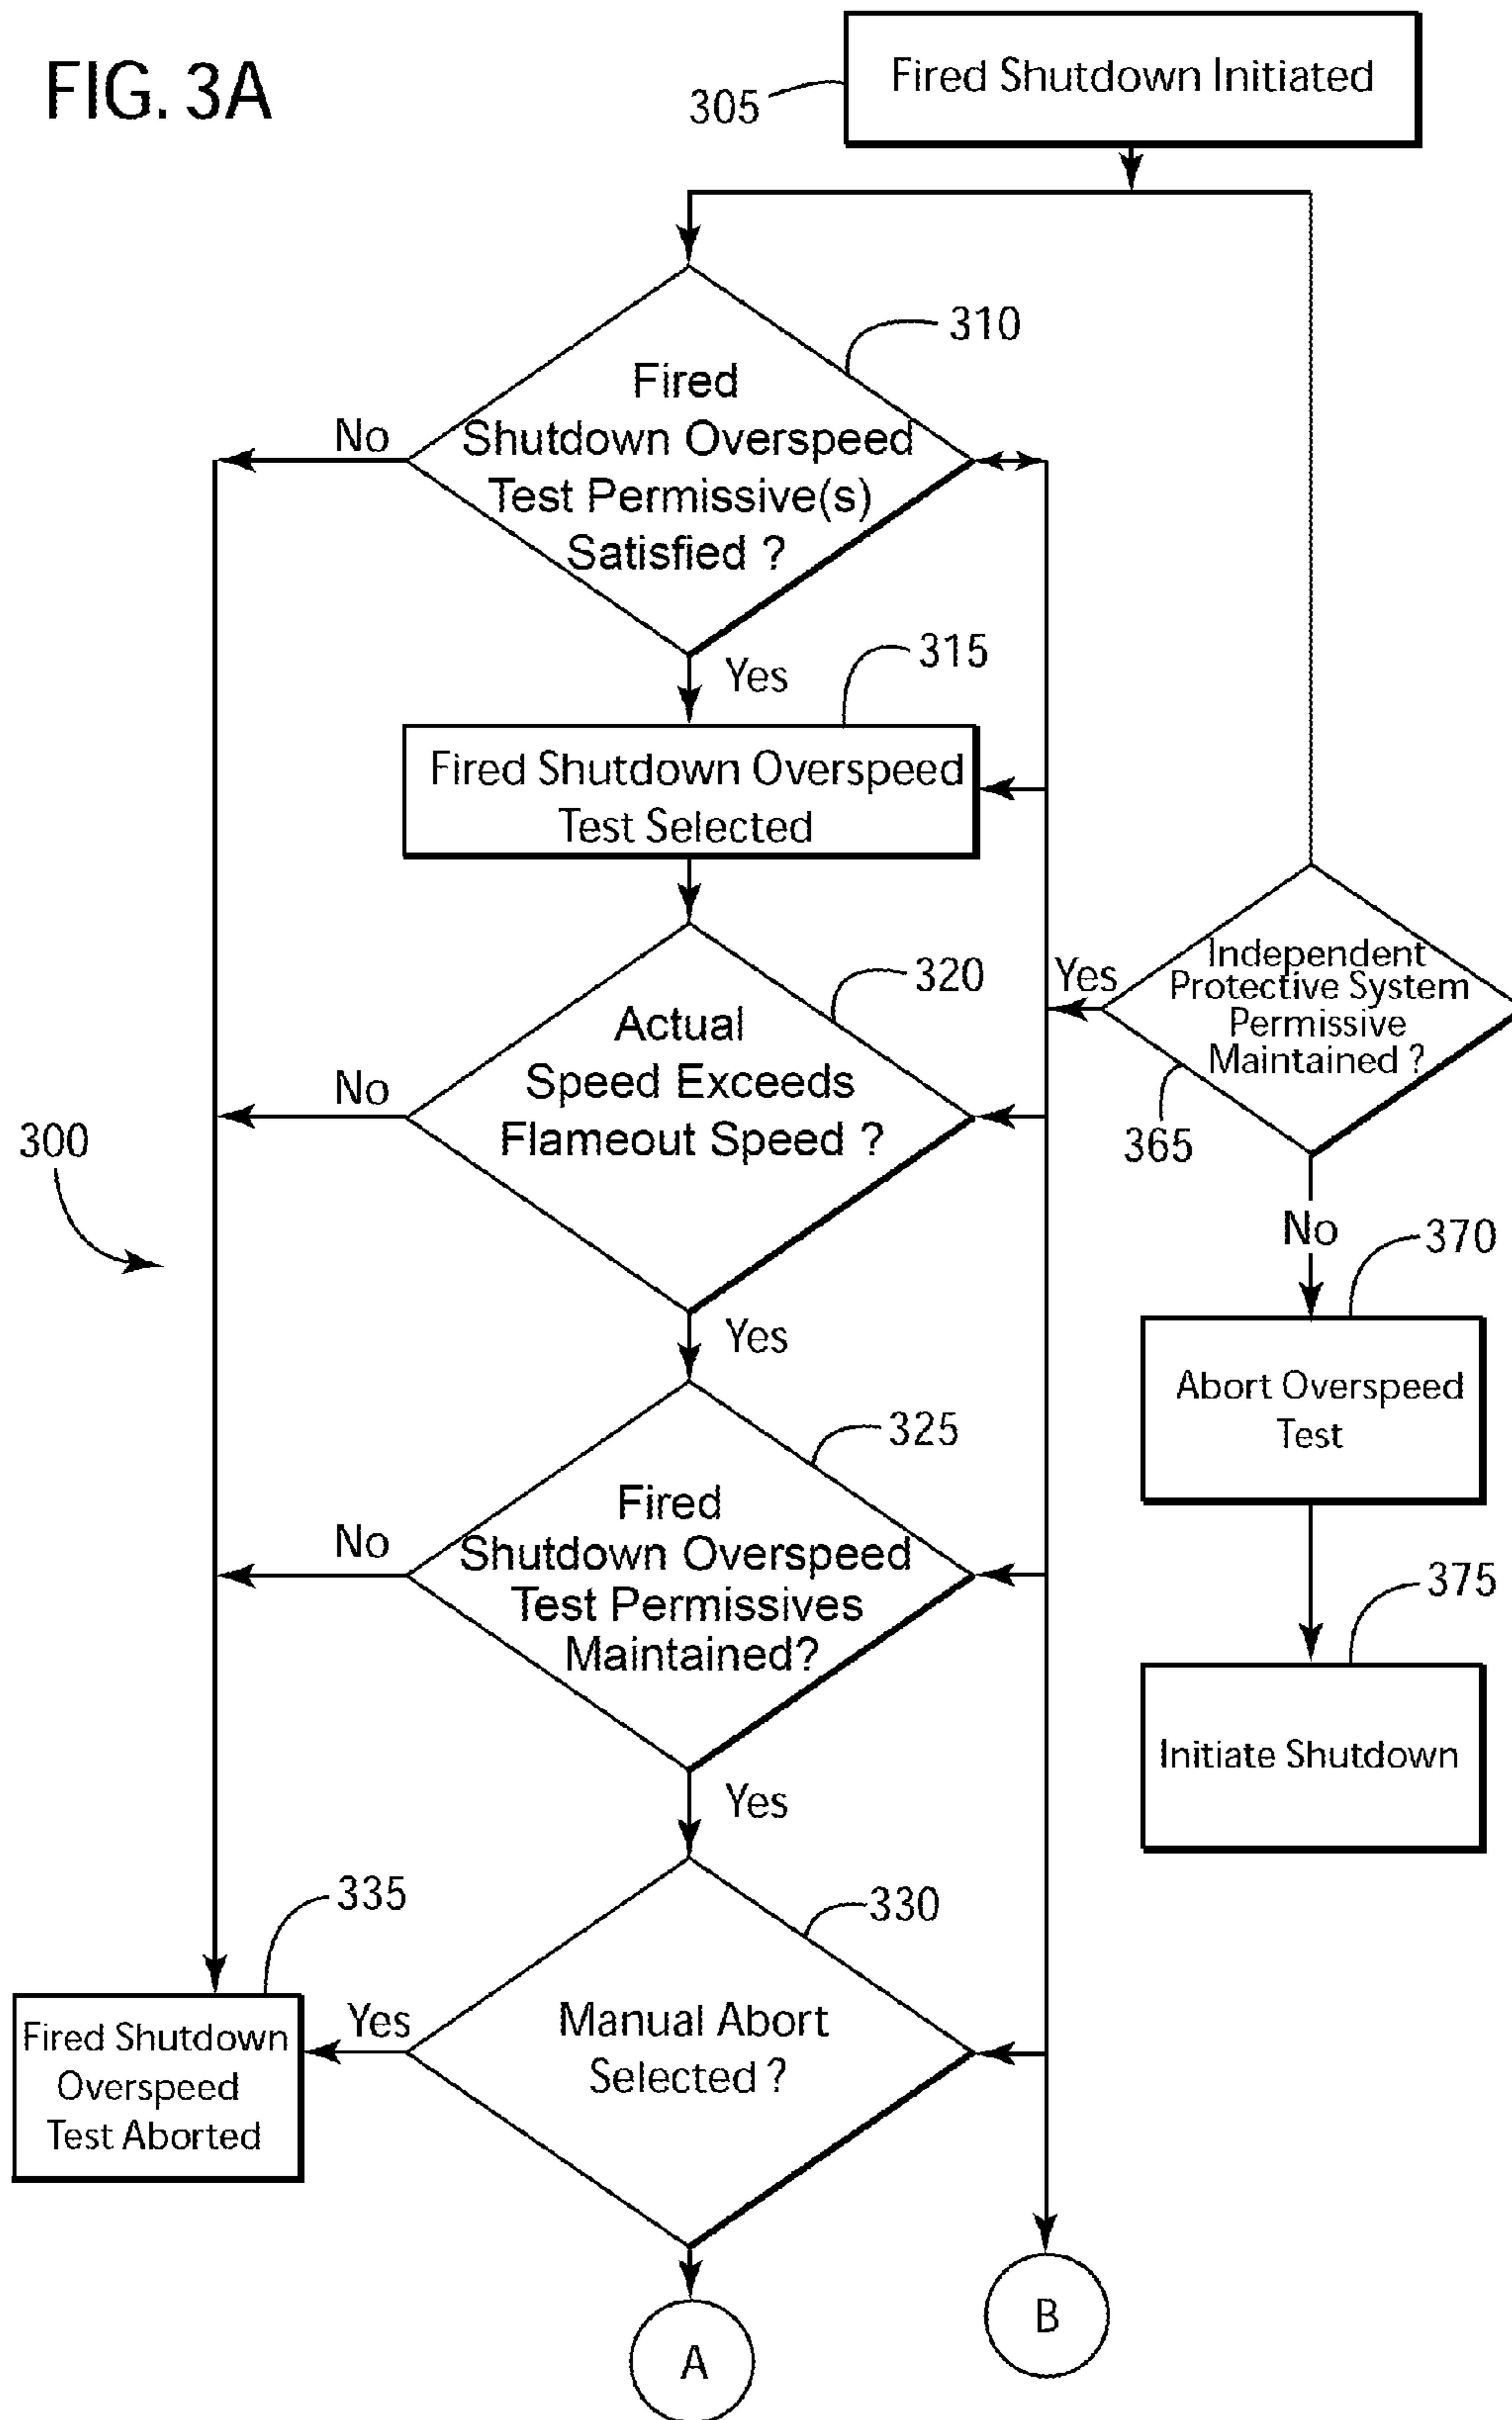 FIG. 3A
Fired Shutdown Initiated
305
310
Fired
Shutdown Overspeed
Test Permissive(s)
Satisfied ?
No
Yes
315
Fired Shutdown Overspeed
Test Selected
320
Actual
Speed Exceeds
Flameout Speed ?
No
Yes
Independent
Protective System
Permissive
Maintained ?
365
300
No
370
Yes
Abort Overspeed
Test
325
Fired
Shutdown Overspeed
Test Permissives
Maintained?
No
375
Initiate Shutdown
Yes
335
330
Fired Shutdown
Overspeed
Test Aborted
Yes
Manual Abort
Selected ?
B
A